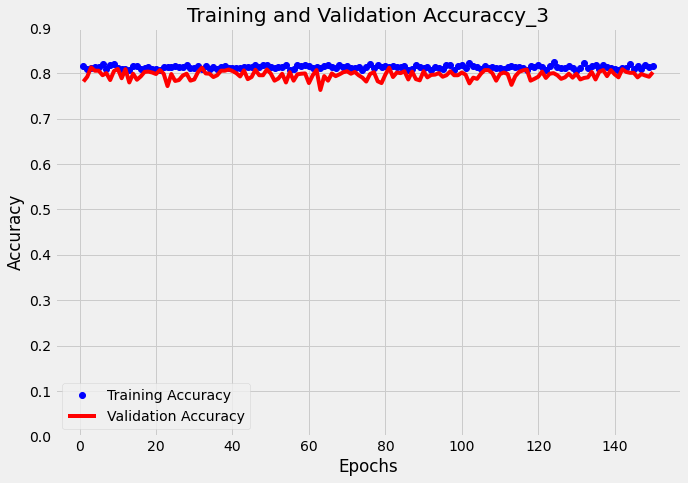 Training and Validation Accuraccy_3
0.9
0.8
0.7
0.6
0.5
0.4
0.3
0.2
0.1
0.0
Accuracy
Training Accuracy
Validation Accuracy
0 20 40 60 80 100 120 140
Epochs